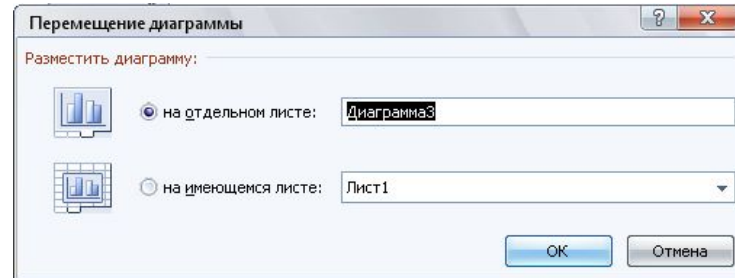 Перемещение диаграммы
Разместить диаграмму:
на отдельном листе: Диаграмма3
на имеющемся листе: Лист1
ОК Отмена